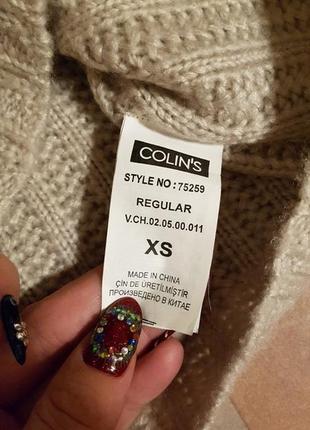 COLIN'S
STYLE NO : 75259
REGULAR
V.CH.02.05.00.011
XS
MADE IN CHINA
ÇİN DE ÜRETİLMİŞTİR
ПРОИЗВЕДЕНО В КИТАЕ